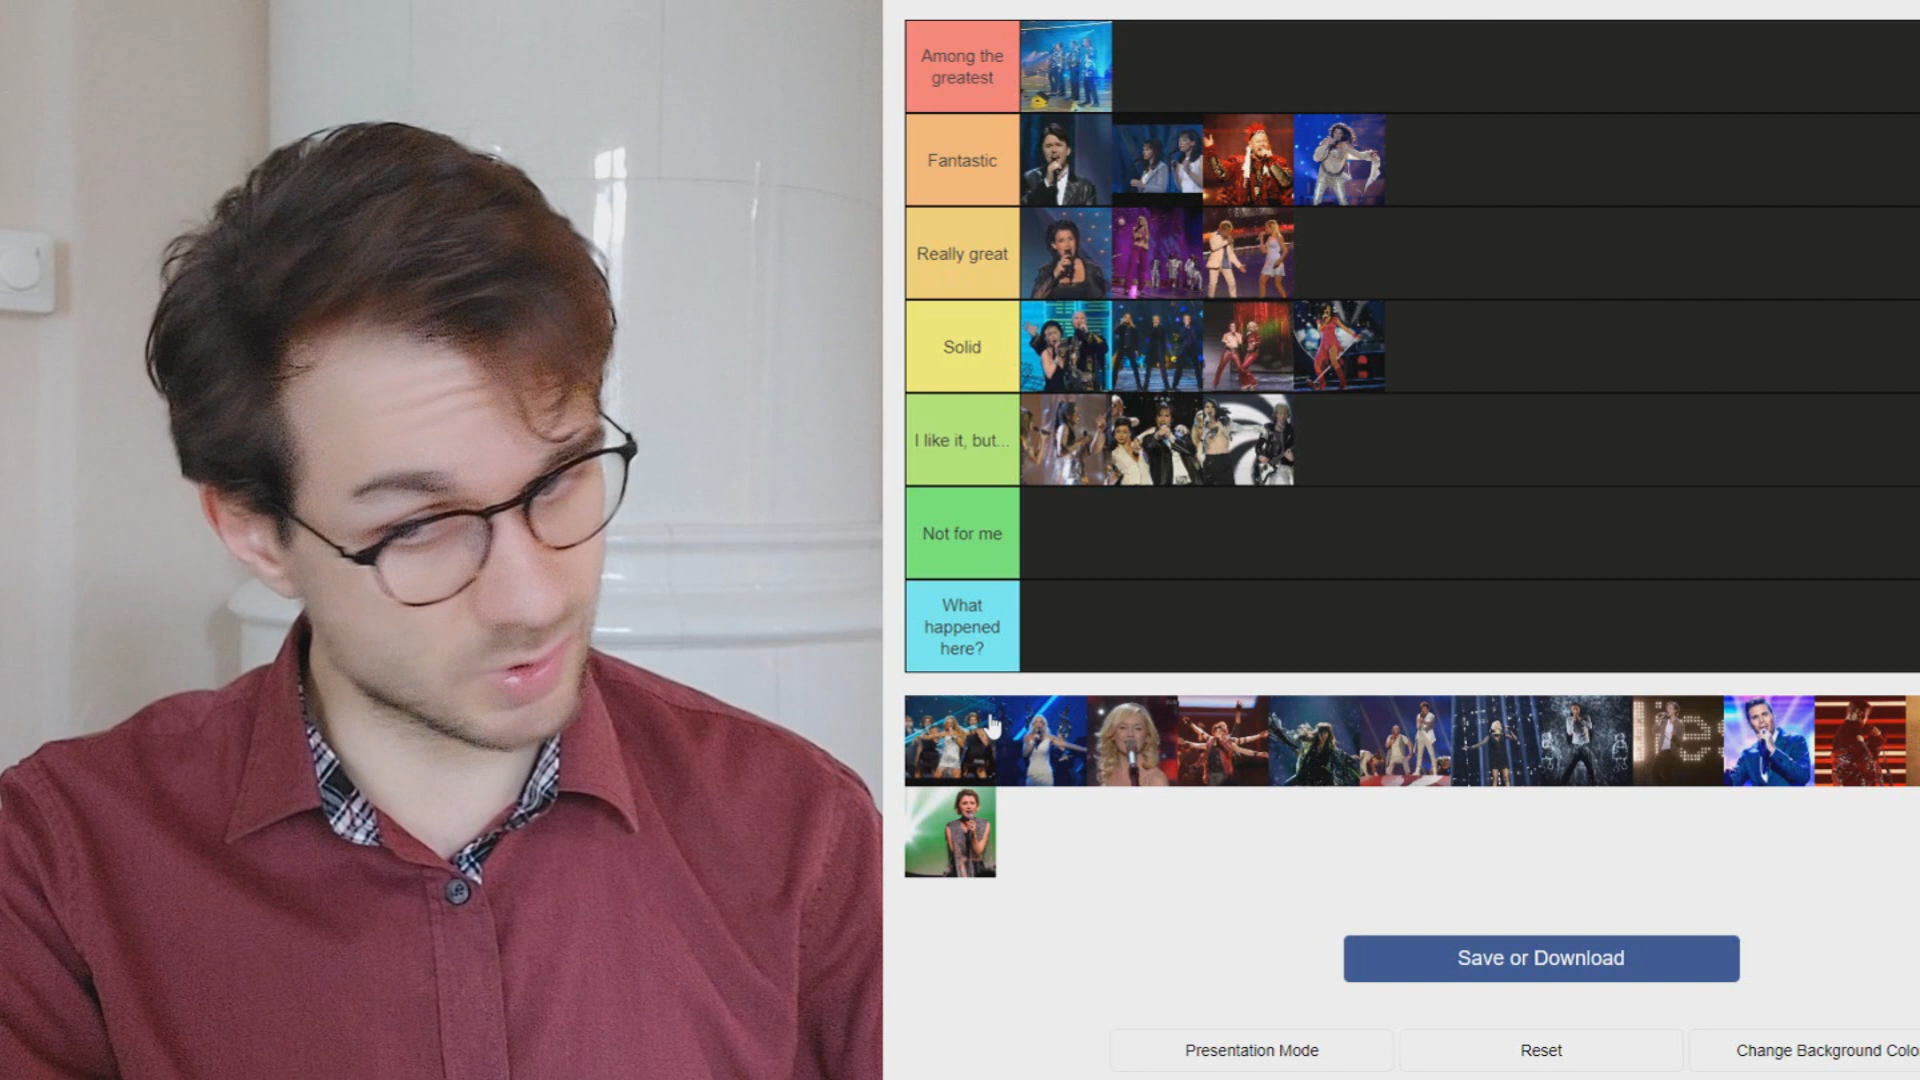 Among the
greatest
Fantastic
Really great
Solid
I like it, but...
Not for me
What
happened
here?
Save or Download
Presentation Mode
Reset
Change Background Colo